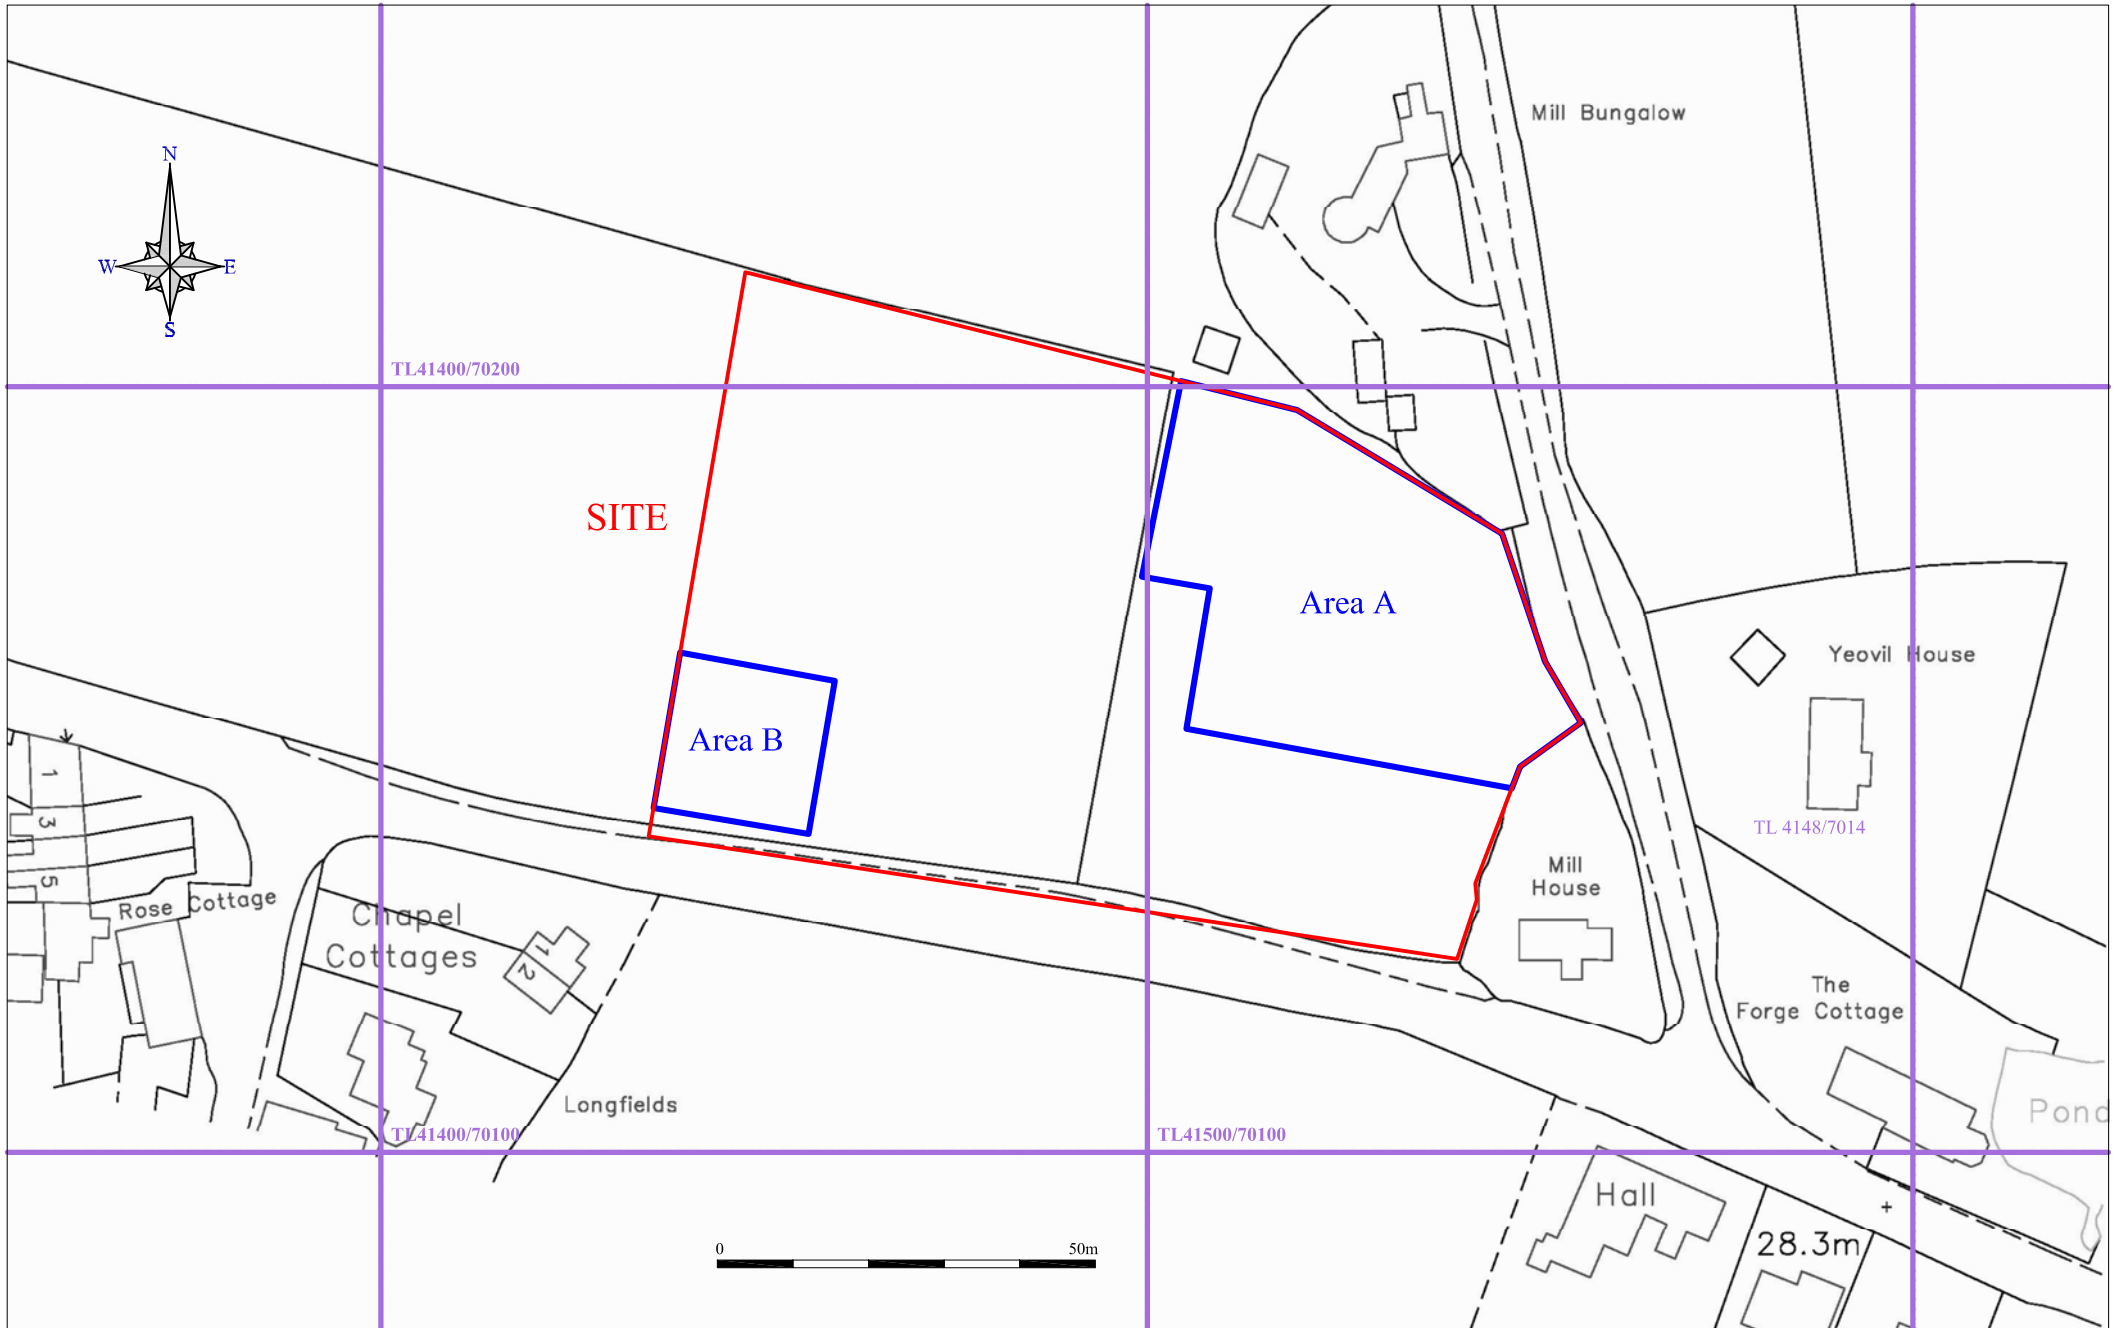 Mill Bungalow
N
W
E
S
TL41400/70200
SITE
Area A
Yeovil House
Area B
1
3
5
TL 4148/7014
Mill
House
Rose Cottage
Chapel
Cottages
1
2
The
Forge Cottage
Longfields
Pond
TL41400/70100
TL41500/70100
Hall
28.3m
0
50m